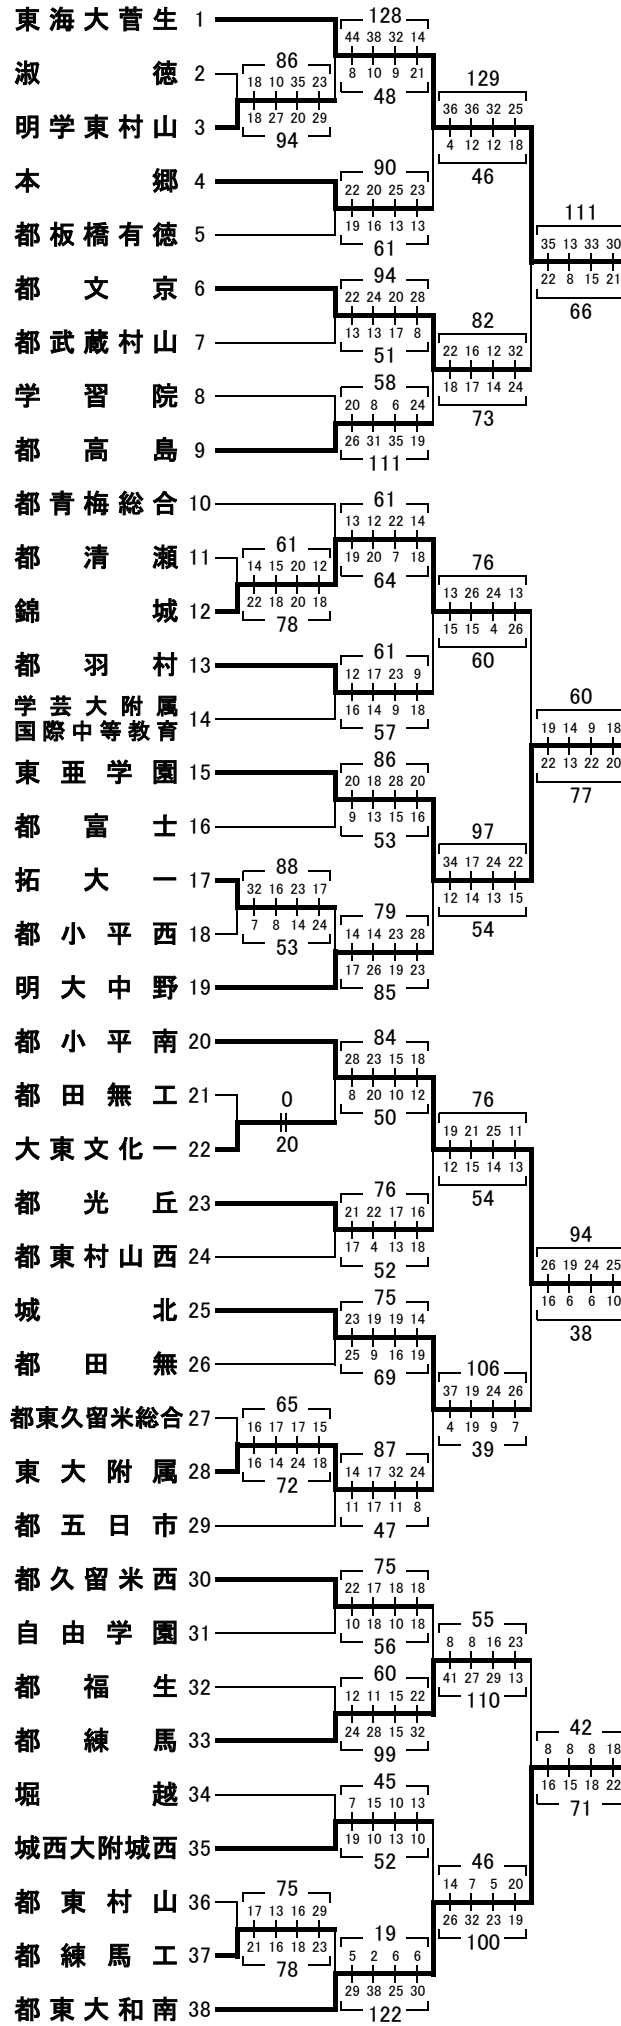 東海大菅生 1
淑徳 2
明学東村山 3
本郷 4
都板橋有徳 5
都文京 6
都武蔵村山 7
学習院 8
都高島 9
都青梅総合 10
都清瀬 11
錦城 12
都羽村 13
学芸大附属
国際中等教育 14
東亜学園 15
都富士 16
拓大一 17
都小平西 18
明大中野 19
都小平南 20
都田無工 21
大東文化一 22
都光丘 23
都東村山西 24
城北 25
都田無 26
都東久留米総合 27
東大附属 28
都五日市 29
都久留米西 30
自由学園 31
都福生 32
都練馬 33
堀越 34
城西大附城西 35
都東村山 36
都練馬工 37
都東大和南 38
86
18 10 35 23
18 27 20 29
94
61
14 15 20 12
22 18 20 18
78
88
32 16 23 17
7 8 14 24
53
0
20
65
16 17 17 15
16 14 24 18
72
75
17 13 16 29
21 16 18 23
78
128
44 38 32 14
8 10 9 21
48
90
22 20 25 23
19 16 13 13
61
94
22 24 20 28
13 13 17 8
51
58
20 8 6 24
26 31 35 19
111
61
13 12 22 14
19 20 7 18
64
61
12 17 23 9
16 14 9 18
57
86
20 18 28 20
9 13 15 16
53
79
14 14 23 28
17 26 19 23
85
84
28 23 15 18
8 20 10 12
50
76
21 22 17 16
17 4 13 18
52
75
23 19 19 14
25 9 16 19
69
87
14 17 32 24
11 17 11 8
47
75
22 17 18 18
10 18 10 18
56
60
12 11 15 22
24 28 15 32
99
45
7 15 10 13
19 10 13 10
52
19
5 2 6 6
29 38 25 30
122
129
36 36 32 25
4 12 12 18
46
82
22 16 12 32
18 17 14 24
73
76
13 26 24 13
15 15 4 26
60
97
34 17 24 22
12 14 13 15
54
76
19 21 25 11
12 15 14 13
54
106
37 19 24 26
4 19 9 7
39
55
8 8 16 23
41 27 29 13
110
46
14 7 5 20
26 32 23 19
100
111
35 13 33 30
22 8 15 21
66
60
19 14 9 18
22 13 22 20
77
94
26 19 24 25
16 6 6 10
38
42
8 8 8 18
16 15 18 22
71